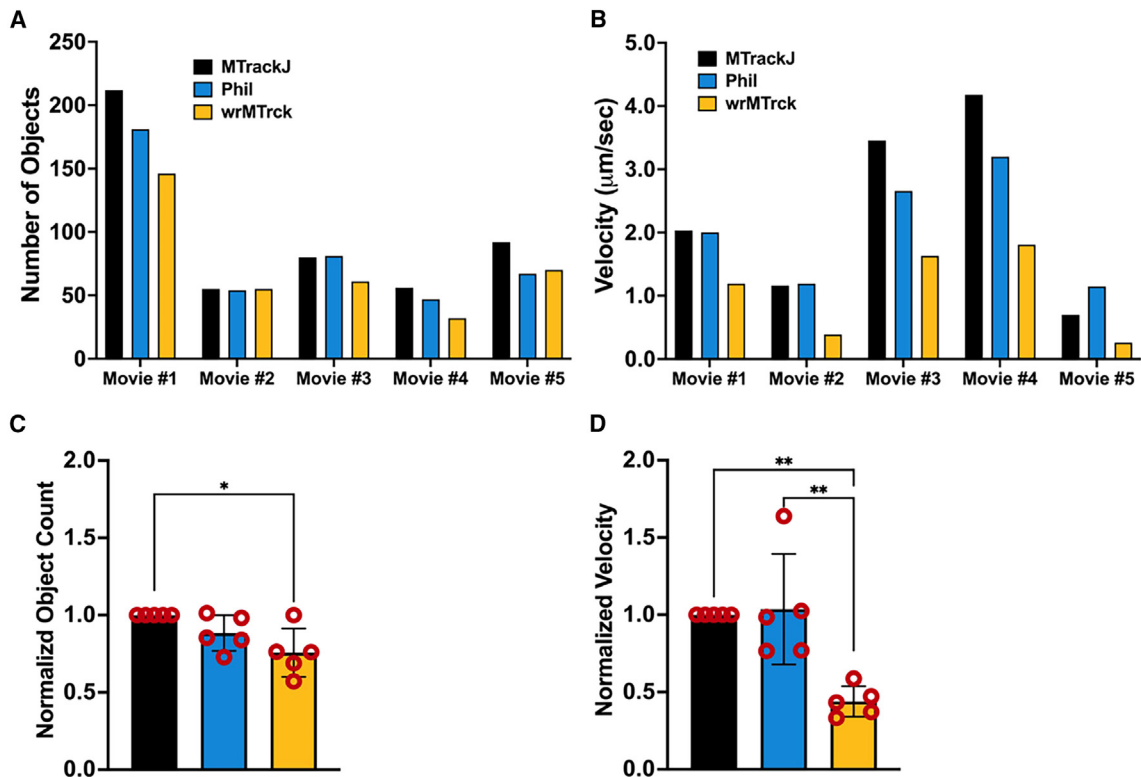 A
Number of Objects
250
200
150
100
50
0
MTrackJ
Phil
wrMTrck
Movie #1 Movie #2 Movie #3 Movie #4 Movie #5
B
Velocity (μm/sec)
5.0
4.0
3.0
2.0
1.0
0.0
MTrackJ
Phil
wrMTrck
Movie #1 Movie #2 Movie #3 Movie #4 Movie #5
C
Normalizd Object Count
2.0
1.5
1.0
0.5
0.0
*
D
Normalized Velocity
2.0
1.5
1.0
0.5
0.0
**
**